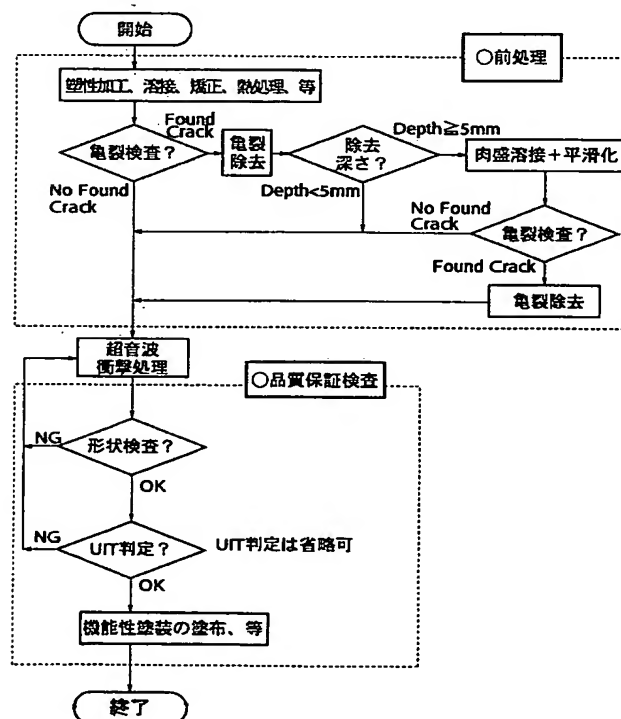 開始
○前処理
塑性加工、溶接、矯正、熱処理、等
亀裂検査?
Found
Crack
亀裂
除去
除去
深さ?
Depth≧5mm
肉盛溶接+平滑化
No Found
Crack
Depth<5mm
No Found
Crack
亀裂検査?
Found Crack
亀裂除去
超音波
衝撃処理
○品質保証検査
NG
形状検査?
OK
NG
UIT判定?
UIT判定は省略可
OK
機能性塗装の塗布、等
終了